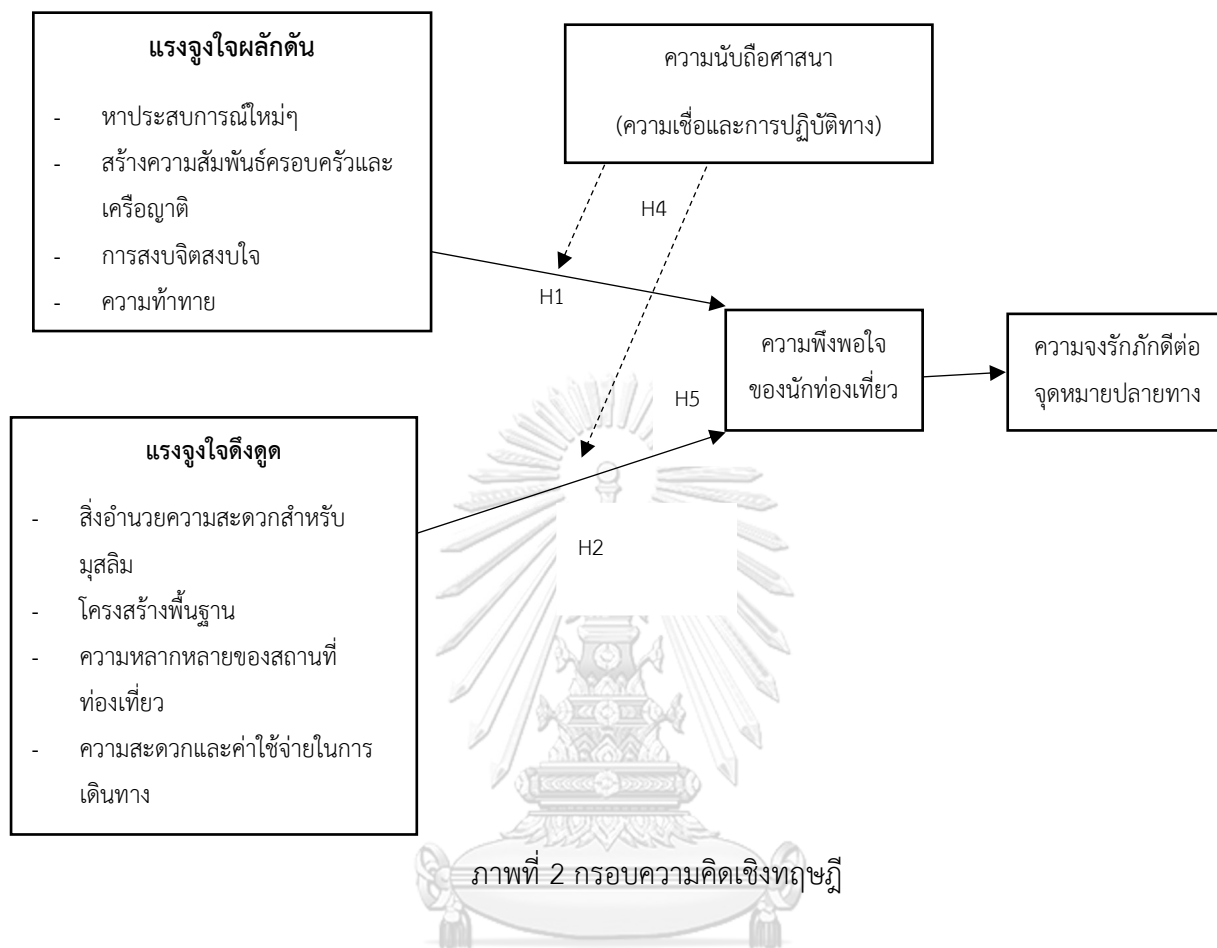 แรงจูงใจผลักดัน
- หาประสบการณ์ใหม่ๆ
- สร้างความสัมพันธ์ครอบครัวและ
เครือญาติ
- การสงบจิตสงบใจ
- ความท้าทาย
ความนับถือศาสนา
(ความเชื่อและการปฏิบัติทาง)
H4
H1
ความพึงพอใจ
ของนักท่องเที่ยว
ความจงรักภักดีต่อ
จุดหมายปลายทาง
H5
แรงจูงใจดึงดูด
- สิ่งอำนวยความสะดวกสำหรับ
มุสลิม
- โครงสร้างพื้นฐาน
- ความหลากหลายของสถานที่
ท่องเที่ยว
- ความสะดวกและค่าใช้จ่ายในการ
เดินทาง
H2
ภาพที่ 2 กรอบความคิดเชิงทฤษฎี